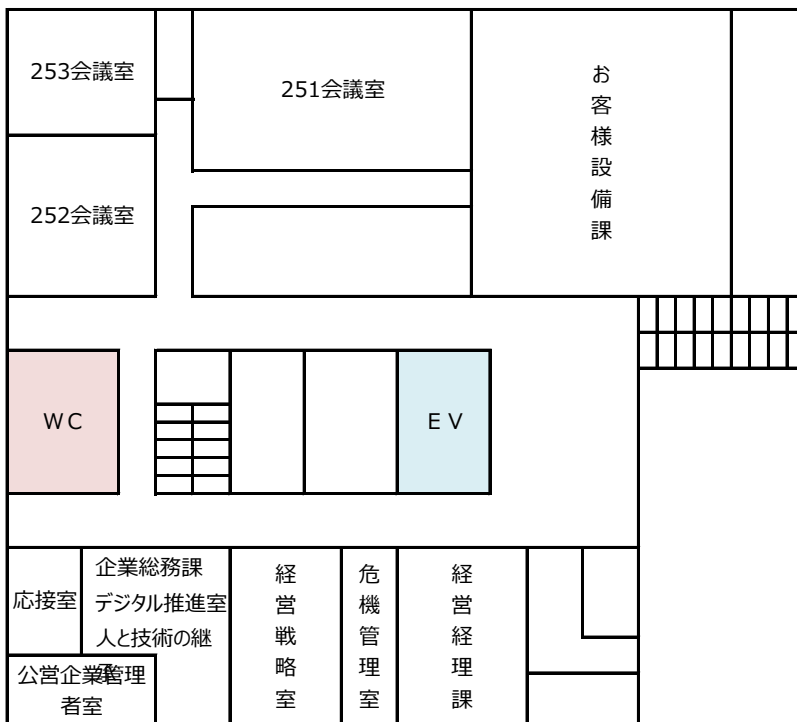 253会議室
251会議室
お客様設備課
252会議室
WC
EV
応接室
企業総務課
デジタル推進室
人と技術の継
承
経営戦略室
危機管理室
経営経理課
公営企業管理
者室